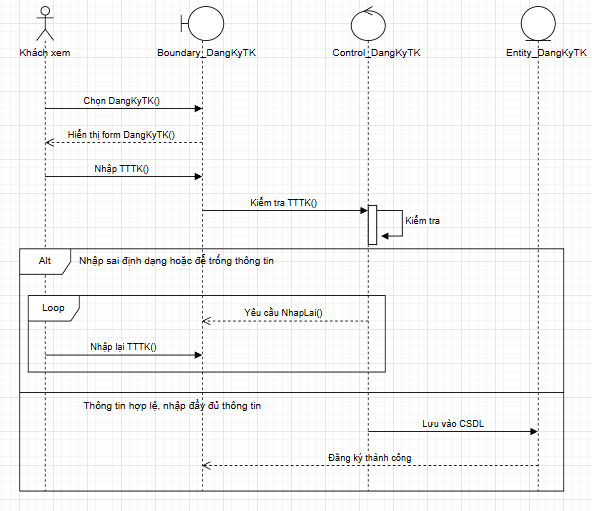 Khách xem
Boundary_DangKyTK
Control_DangKyTK
Entity_DangKyTK
Chọn DangKyTK()
Hiển thị form DangKyTK()
Nhập TTTK()
Kiểm tra TTTK()
Kiểm tra
Alt
Nhập sai định dạng hoặc để trống thông tin
Loop
Yêu cầu NhapLai()
Nhập lại TTTK()
Thông tin hợp lệ, nhập đầy đủ thông tin
Lưu vào CSDL
Đăng ký thành công